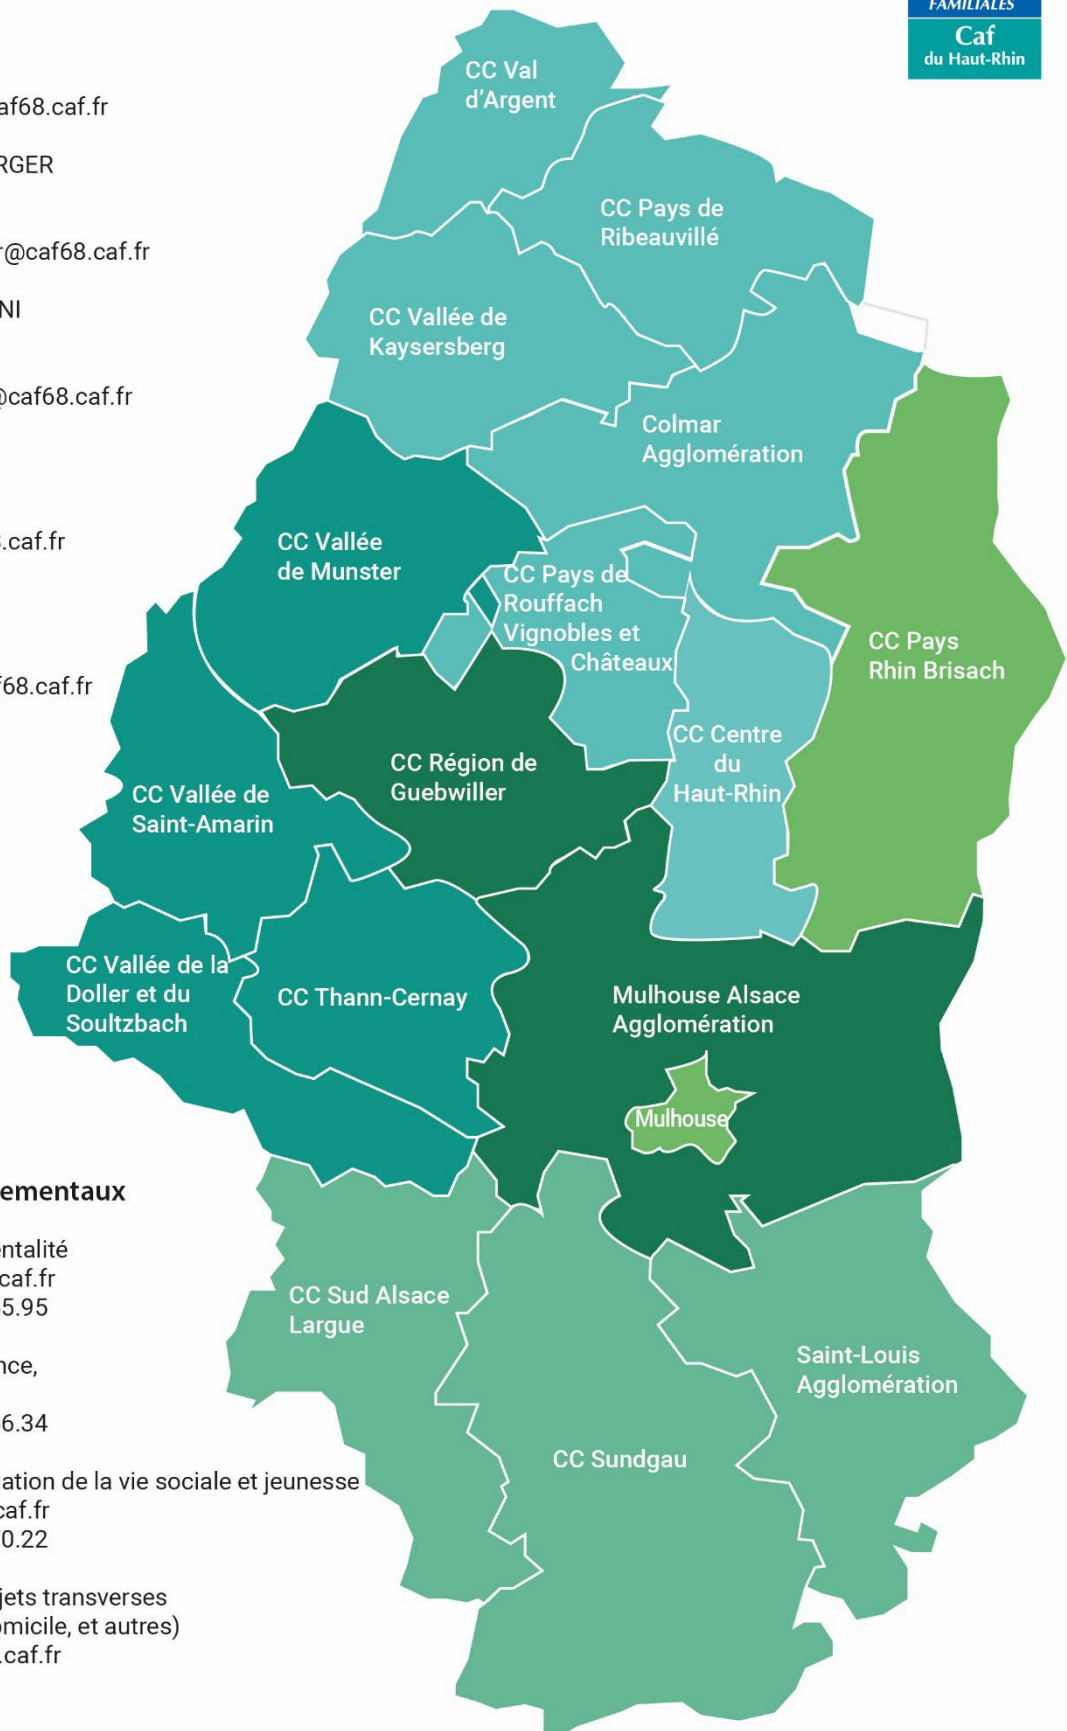 FAMILIALES
Caf
du Haut-Rhin
af68.caf.fr
RGER
r@caf68.caf.fr
NI
@caf68.caf.fr
.caf.fr
f68.caf.fr
ementaux
entalité
caf.fr
5.95
nce,
6.34
ation de la vie sociale et jeunesse
caf.fr
0.22
jets transverses
omicile, et autres)
.caf.fr
CC Val
d'Argent
CC Pays de
Ribeauvillé
CC Vallée de
Kaysersberg
Colmar
Agglomération
CC Vallée
de Munster
CC Pays de
Rouffach
Vignobles et
Châteaux
CC Pays
Rhin Brisach
CC Centre
du
Haut-Rhin
CC Région de
Guebwiller
CC Vallée de
Saint-Amarin
CC Vallée de la
Doller et du
Soultzbach
CC Thann-Cernay
Mulhouse Alsace
Agglomération
Mulhouse
CC Sud Alsace
Largue
Saint-Louis
Agglomération
CC Sundgau